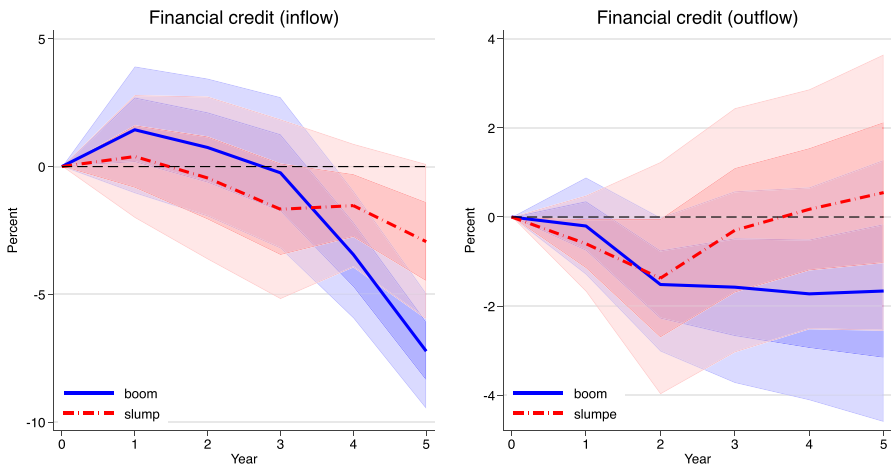 Financial credit (inflow)
5
0
-5
-10
Percent
boom
slump
0 1 2 3 4 5
Year
Financial credit (outflow)
4
2
0
-2
-4
Percent
boom
slumpe
0 1 2 3 4 5
Year